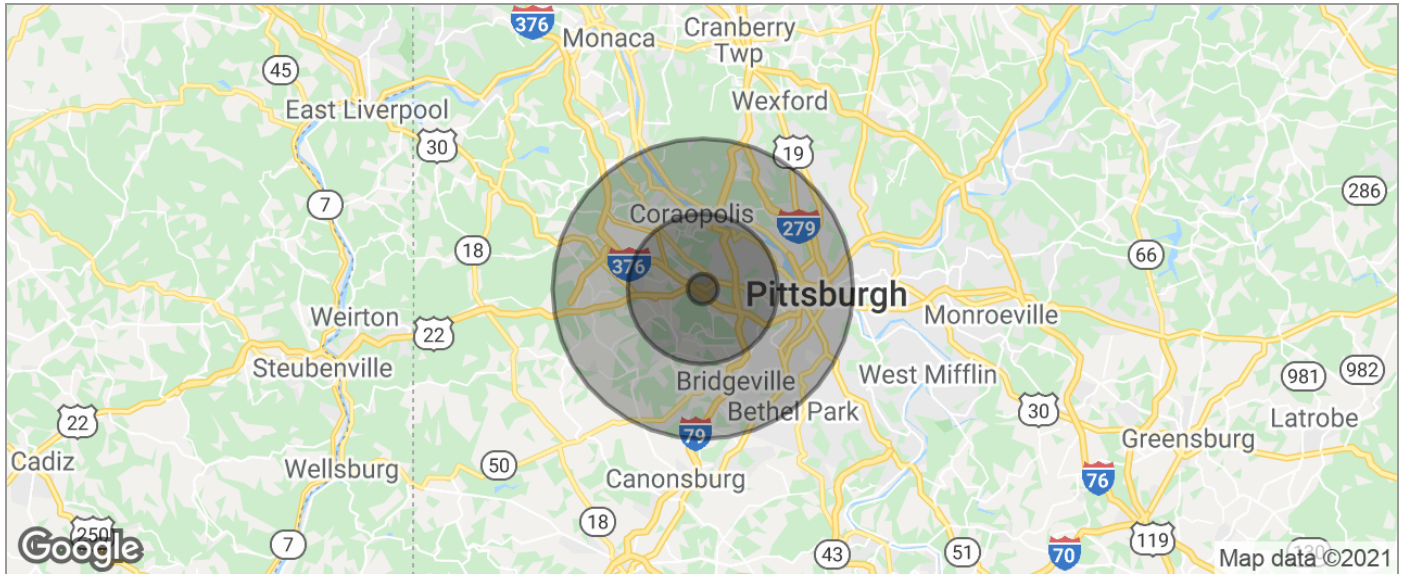 376
Monaca
Cranberry
Twp
45
Wexford
East Liverpool
30
19
286
7
Coraopolis
279
18
66
376
Pittsburgh
Weirton
22
Monroeville
Steubenville
Bridgeville
West Mifflin
981
982
Bethel Park
30
Latrobe
22
79
Greensburg
Cadiz
Wellsburg
50
Canonsburg
76
18
250
7
43
51
70
119
Google
Map data ©2021